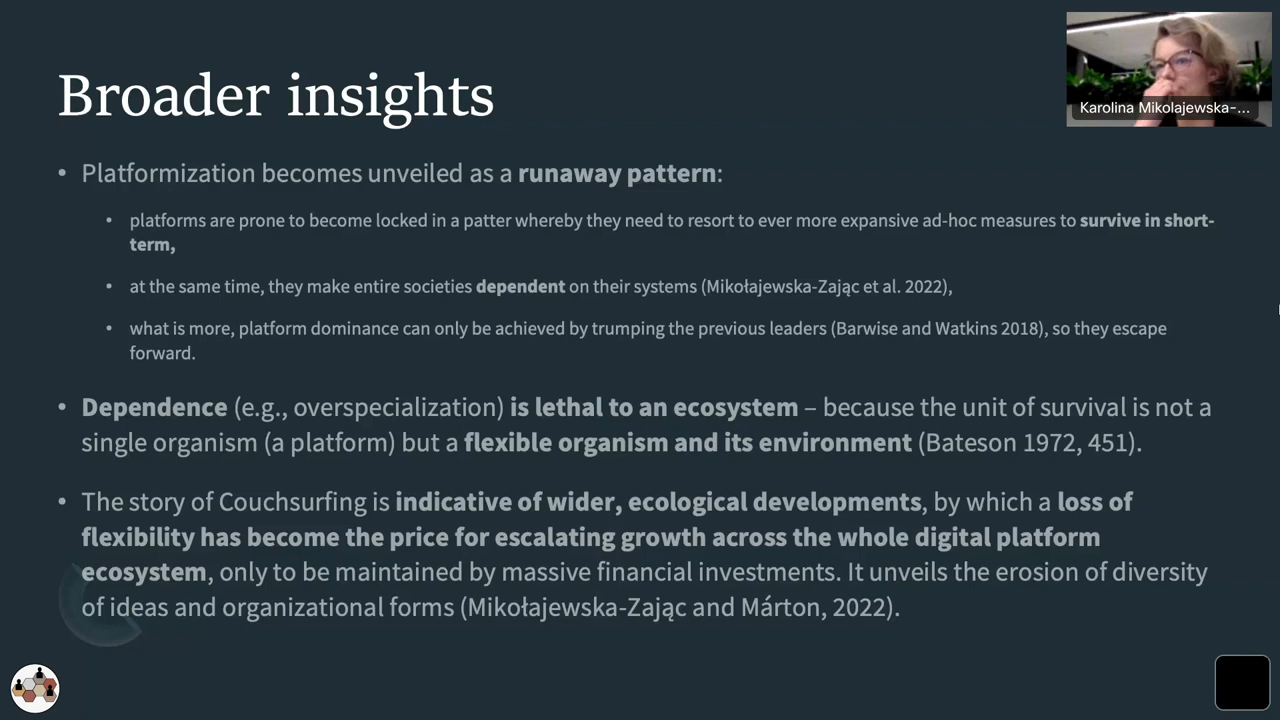 Broader insights
Karolina Mikolajewska-...
• Platformization becomes unveiled as a runaway pattern:
• platforms are prone to become locked in a patter whereby they need to resort to ever more expansive ad-hoc measures to survive in short-
term,
• at the same time, they make entire societies dependent on their systems (Mikołajewska-Zając et al. 2022),
• what is more, platform dominance can only be achieved by trumping the previous leaders (Barwise and Watkins 2018), so they escape
forward.
• Dependence (e.g., overspecialization) is lethal to an ecosystem – because the unit of survival is not a
single organism (a platform) but a flexible organism and its environment (Bateson 1972, 451).
• The story of Couchsurfing is indicative of wider, ecological developments, by which a loss of
flexibility has become the price for escalating growth across the whole digital platform
ecosystem, only to be maintained by massive financial investments. It unveils the erosion of diversity
of ideas and organizational forms (Mikołajewska-Zając and Márton, 2022).